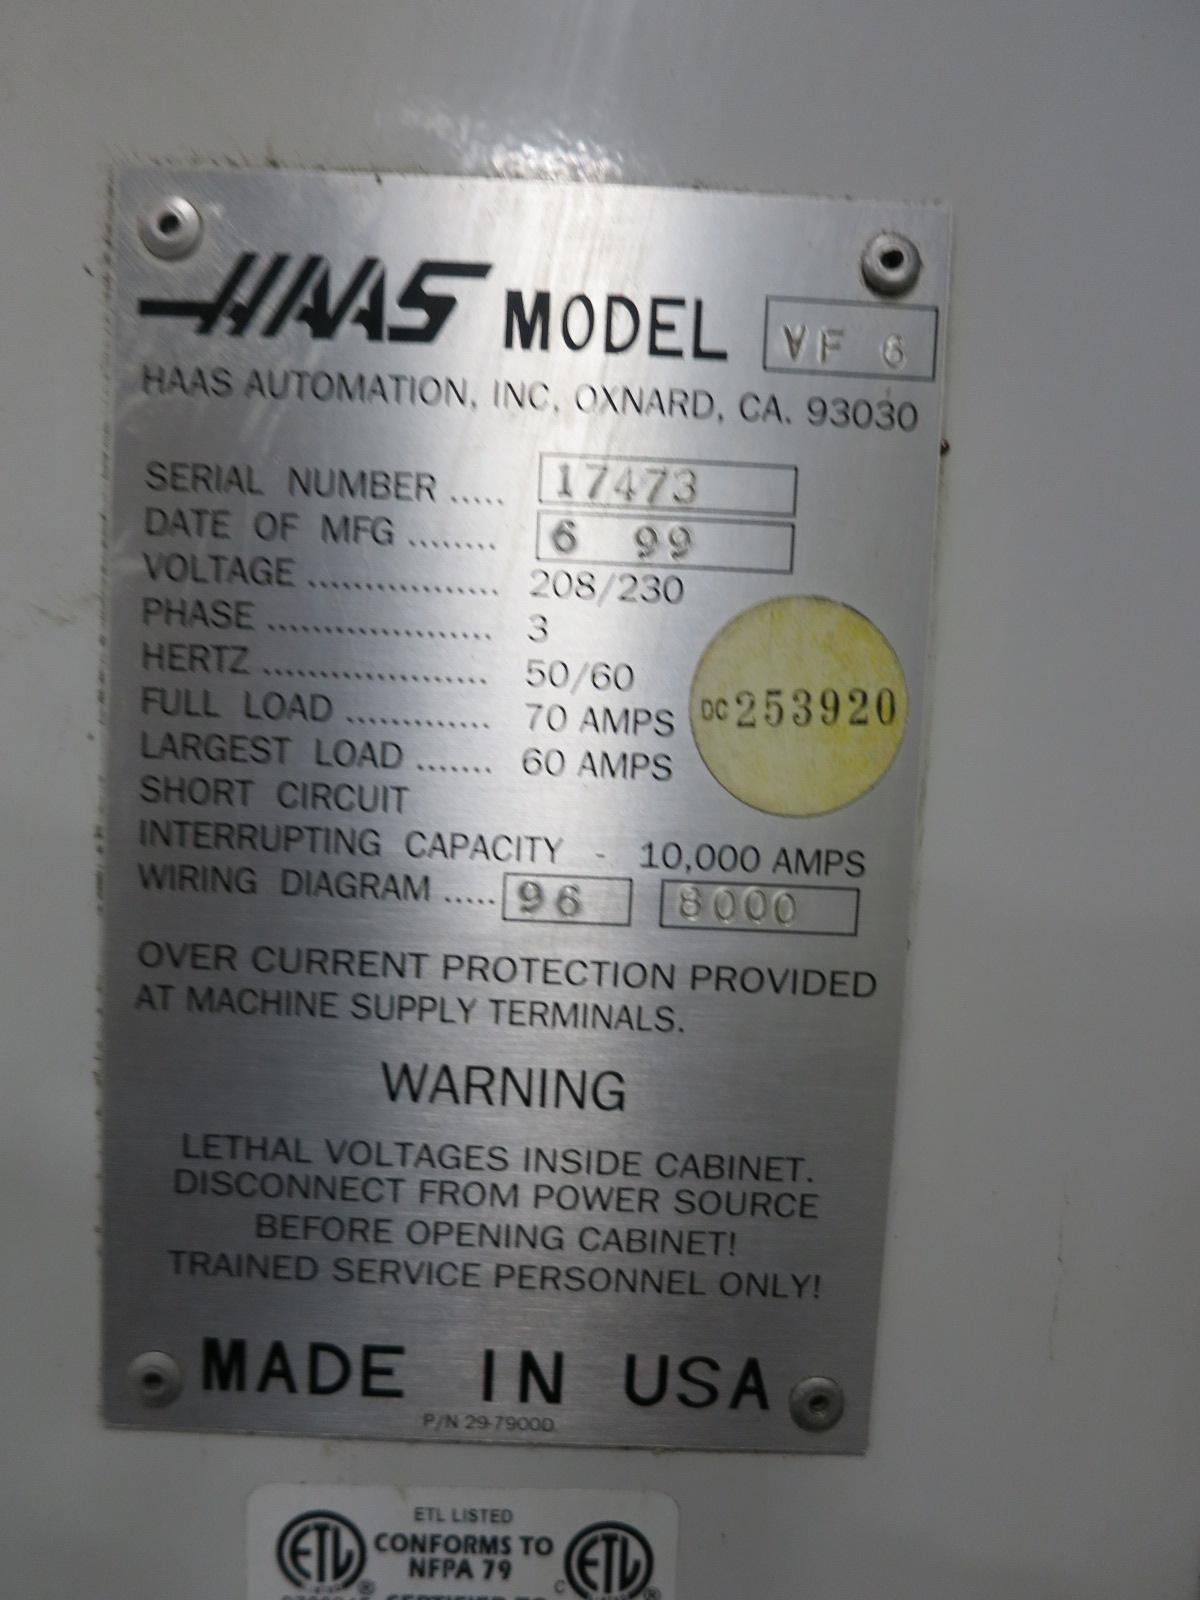 HAAS MODEL VF 6
HAAS AUTOMATION, INC, OXNARD, CA. 93030
SERIAL NUMBER ..... 17473
DATE OF MFG ........ 6 99
VOLTAGE ................. 208/230
PHASE .................... 3
HERTZ .................... 50/60
FULL LOAD ............. 70 AMPS
LARGEST LOAD ....... 60 AMPS
DC 253920
SHORT CIRCUIT
INTERRUPTING CAPACITY - 10,000 AMPS
WIRING DIAGRAM ..... 96 8000
OVER CURRENT PROTECTION PROVIDED
AT MACHINE SUPPLY TERMINALS.
WARNING
LETHAL VOLTAGES INSIDE CABINET.
DISCONNECT FROM POWER SOURCE
BEFORE OPENING CABINET!
TRAINED SERVICE PERSONNEL ONLY!
MADE IN USA
P/N 29-7900D
ETL LISTED
ETL ® CONFORMS TO C ETL ®
NFPA 79